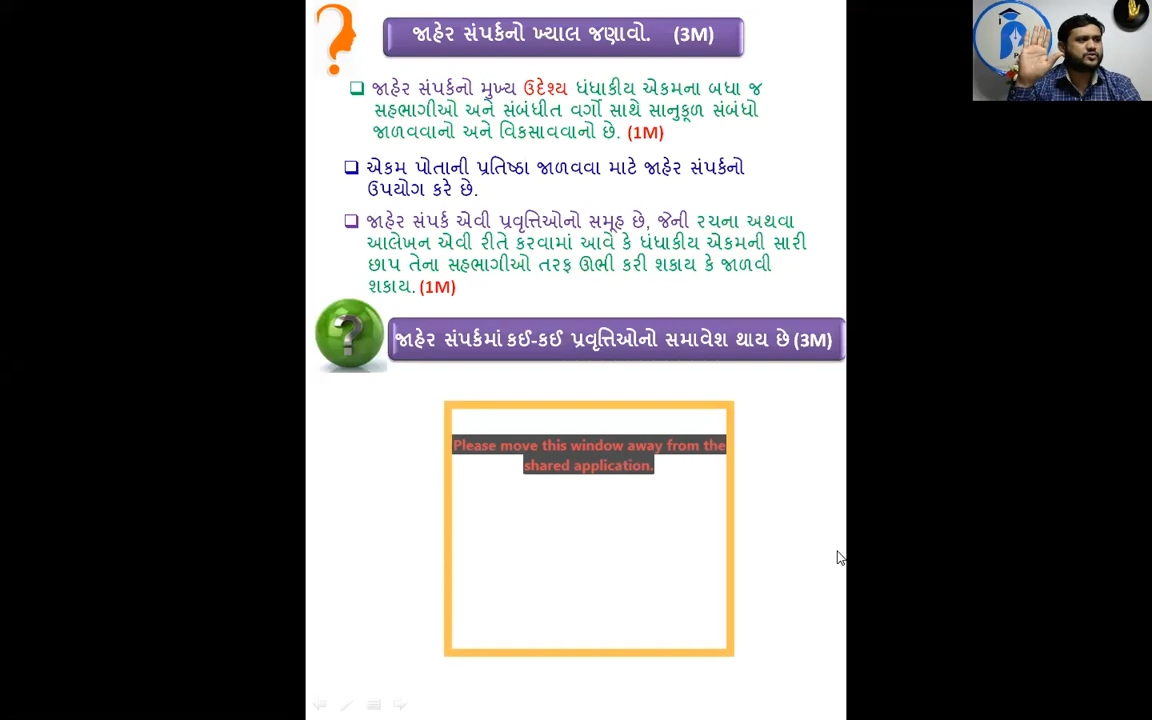 જાહેર સંપર્કનો ખ્યાલ જણાવો. (3M)
જાહેર સંપર્કનો મુખ્ય ઉદેશ્ય ધંધાકીય એકમના બધા જ
સહભાગીઓ અને સંબંધીત વર્ગો સાથે સાનુકૂળ સંબંધો
જાળવવાનો અને વિકસાવવાનો છે. (1M)
એકમ પોતાની પ્રતિષ્ઠા જાળવવા માટે જાહેર સંપર્કનો
ઉપયોગ કરે છે.
જાહેર સંપર્ક એવી પ્રવૃત્તિઓનો સમૂહ છે, જેની રચના અથવા
આલેખન એવી રીતે કરવામાં આવે કે ધંધાકીય એકમની સારી
છાપ તેના સહભાગીઓ તરફ ઊભી કરી શકાય કે જાળવી
શકાય. (1M)
જાહેર સંપર્કમાં કઈ-કઈ પ્રવૃત્તિઓનો સમાવેશ થાય છે (3M)
Please move this window away from the
shared application.